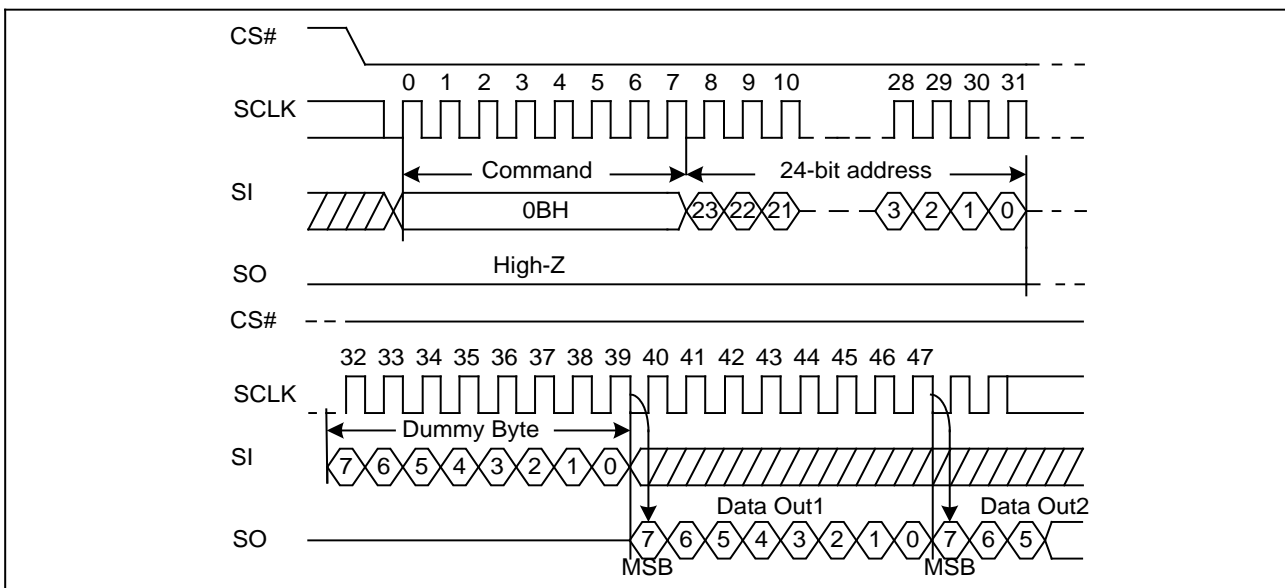 CS#
0 1 2 3 4 5 6 7 8 9 10 28 29 30 31
SCLK
Command 24-bit address
SI
0BH 23 22 21 3 2 1 0
High-Z
SO
CS#
32 33 34 35 36 37 38 39 40 41 42 43 44 45 46 47
SCLK
Dummy Byte
SI
7 6 5 4 3 2 1 0
Data Out1 Data Out2
SO
7 6 5 4 3 2 1 0 7 6 5
MSB MSB